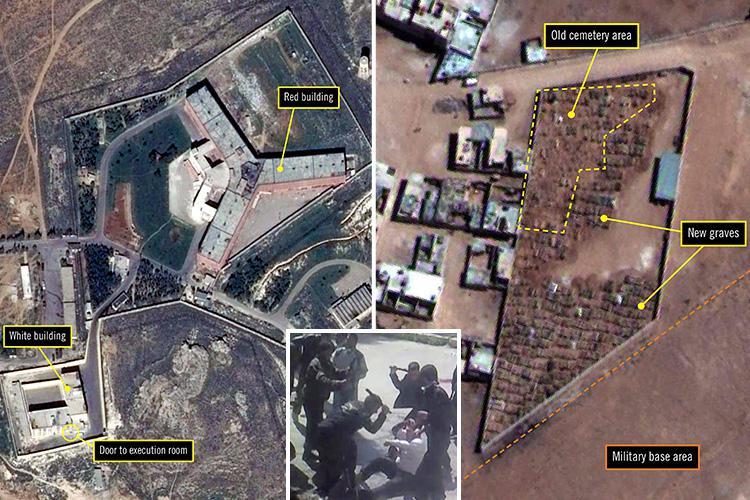 Old cemetery area
Red building
New graves
White building
Door to execution room
Military base area